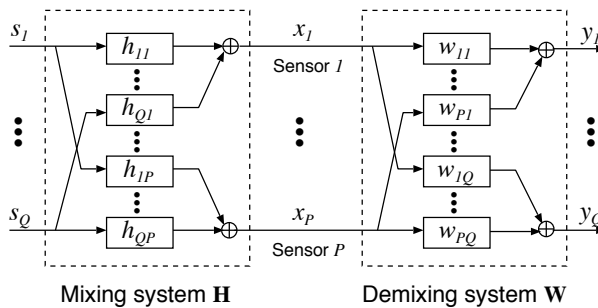 s1 h11 x1 w11 y1
Sensor 1
hQ1 wP1
h1P w1Q
sQ hQP xP wPQ yQ
Sensor P
Mixing system H Demixing system W